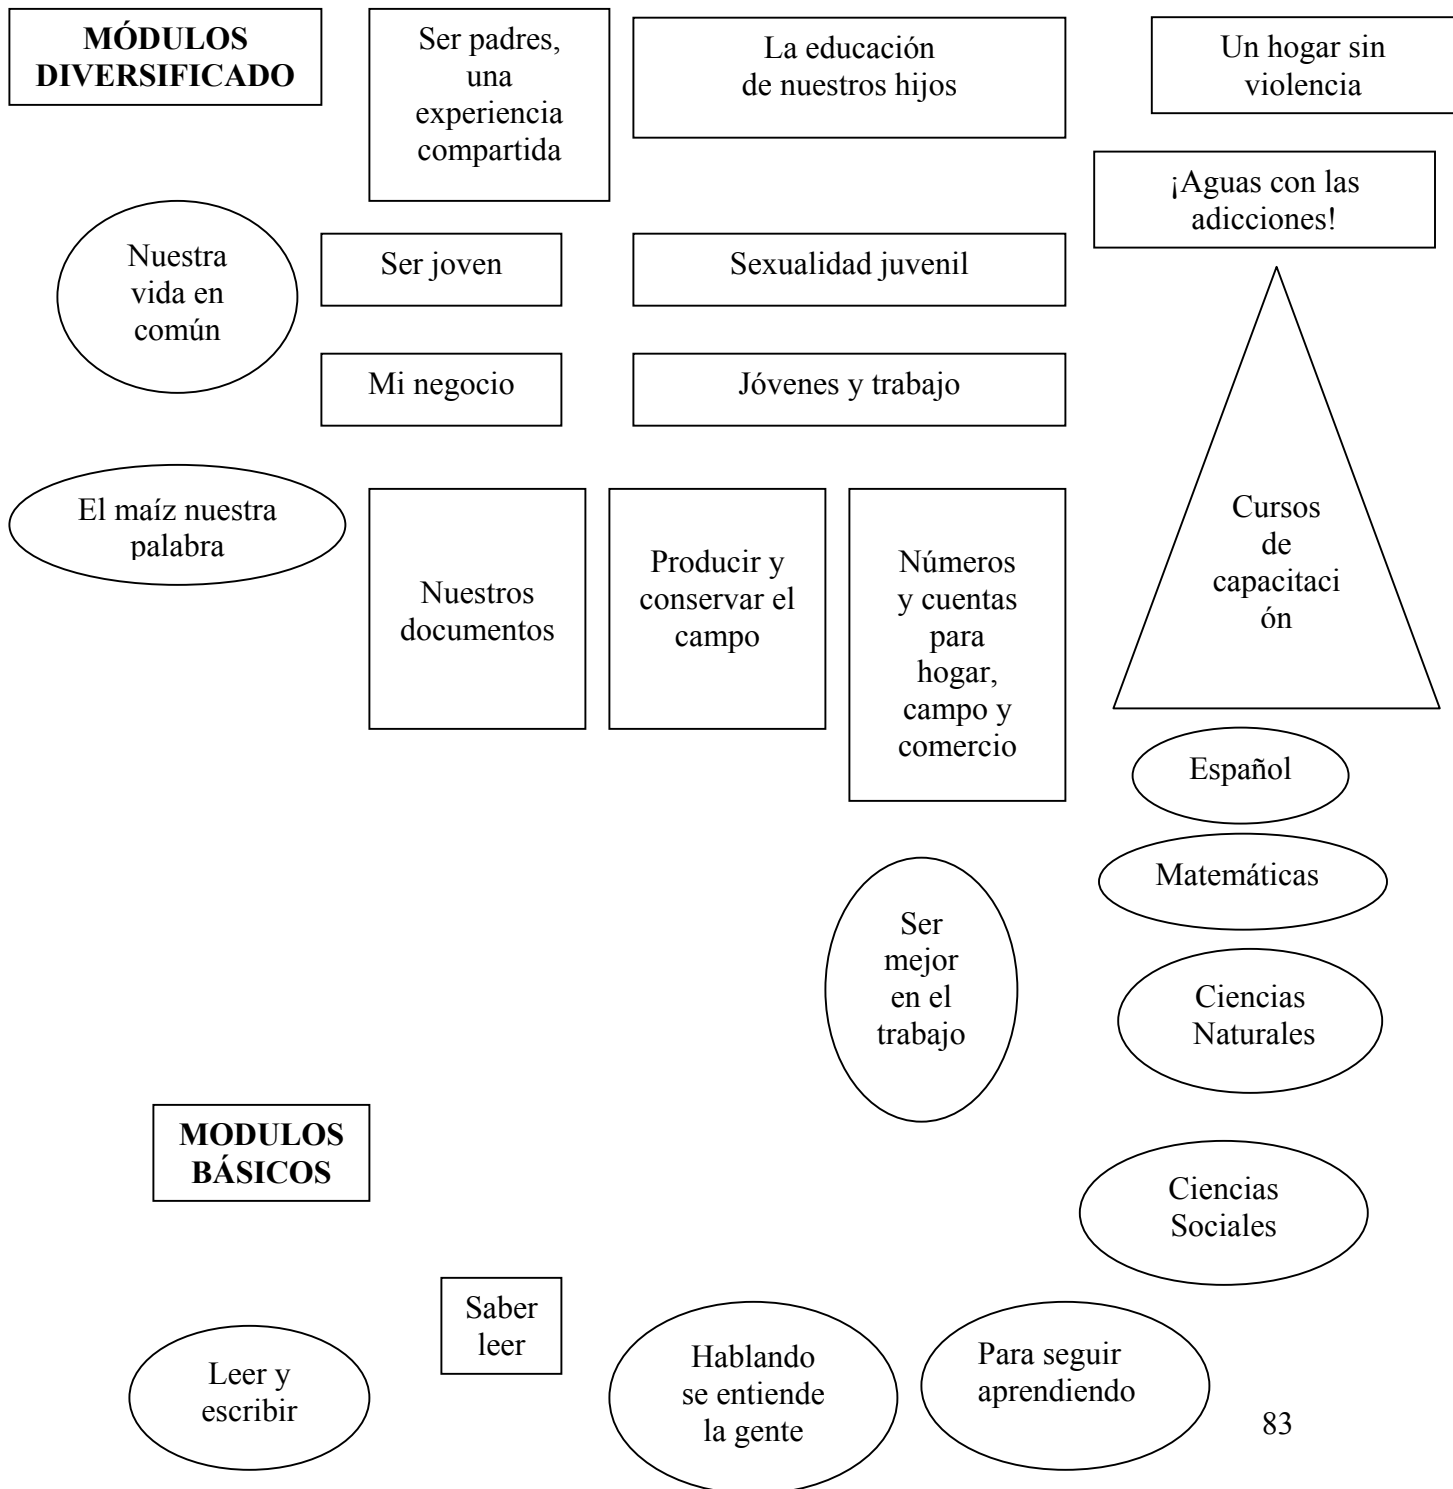 MÓDULOS
DIVERSIFICADO
Ser padres,
una
experiencia
compartida
La educación
de nuestros hijos
Un hogar sin
violencia
¡Aguas con las
adicciones!
Nuestra
vida en
común
Ser joven
Sexualidad juvenil
Mi negocio
Jóvenes y trabajo
El maíz nuestra
palabra
Nuestros
documentos
Producir y
conservar el
campo
Números
y cuentas
para
hogar,
campo y
comercio
Cursos
de
capacitaci
ón
Español
Matemáticas
Ser
mejor
en el
trabajo
Ciencias
Naturales
MODULOS
BÁSICOS
Ciencias
Sociales
Saber
leer
Leer y
escribir
Hablando
se entiende
la gente
Para seguir
aprendiendo
83